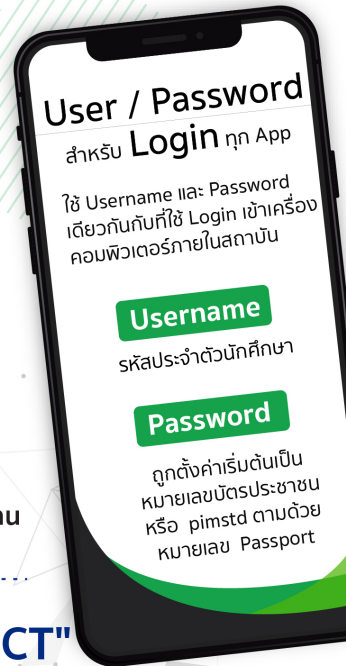 User / Password
สำหรับ Login ทุก App
ใช้ Username และ Password
เดียวกันกับที่ใช้ Login เข้าเครื่อง
คอมพิวเตอร์ภายในสถาบัน
Username
รหัสประจำตัวนักศึกษา
Password
ถูกตั้งค่าเริ่มต้นเป็น
หมายเลขบัตรประชาชน
หรือ pimstd ตามด้วย
หมายเลข Passport
CT"